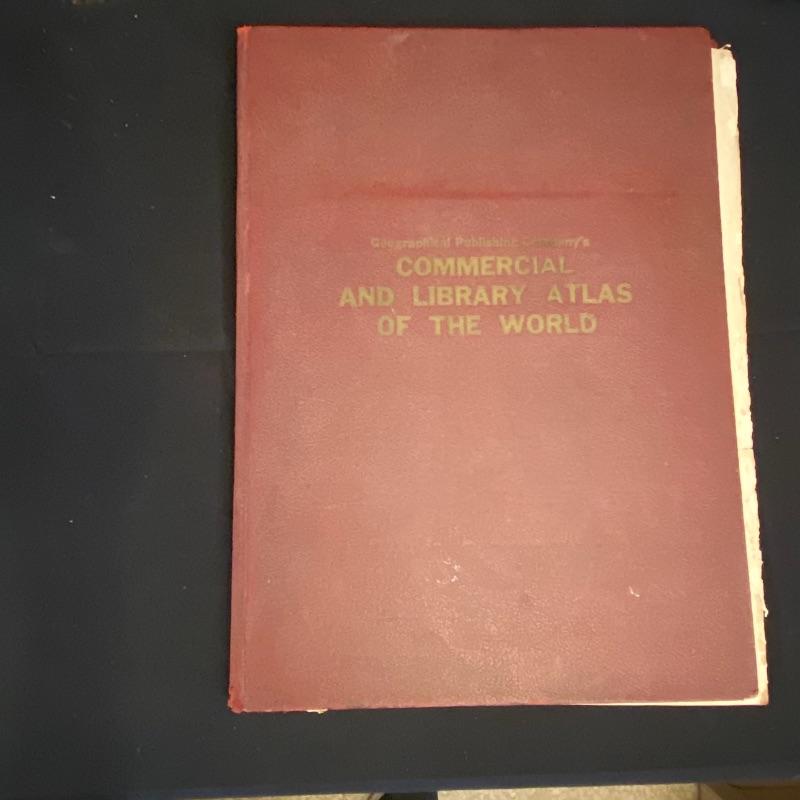 Geographical Publishing Company's
COMMERCIAL
AND LIBRARY ATLAS
OF THE WORLD